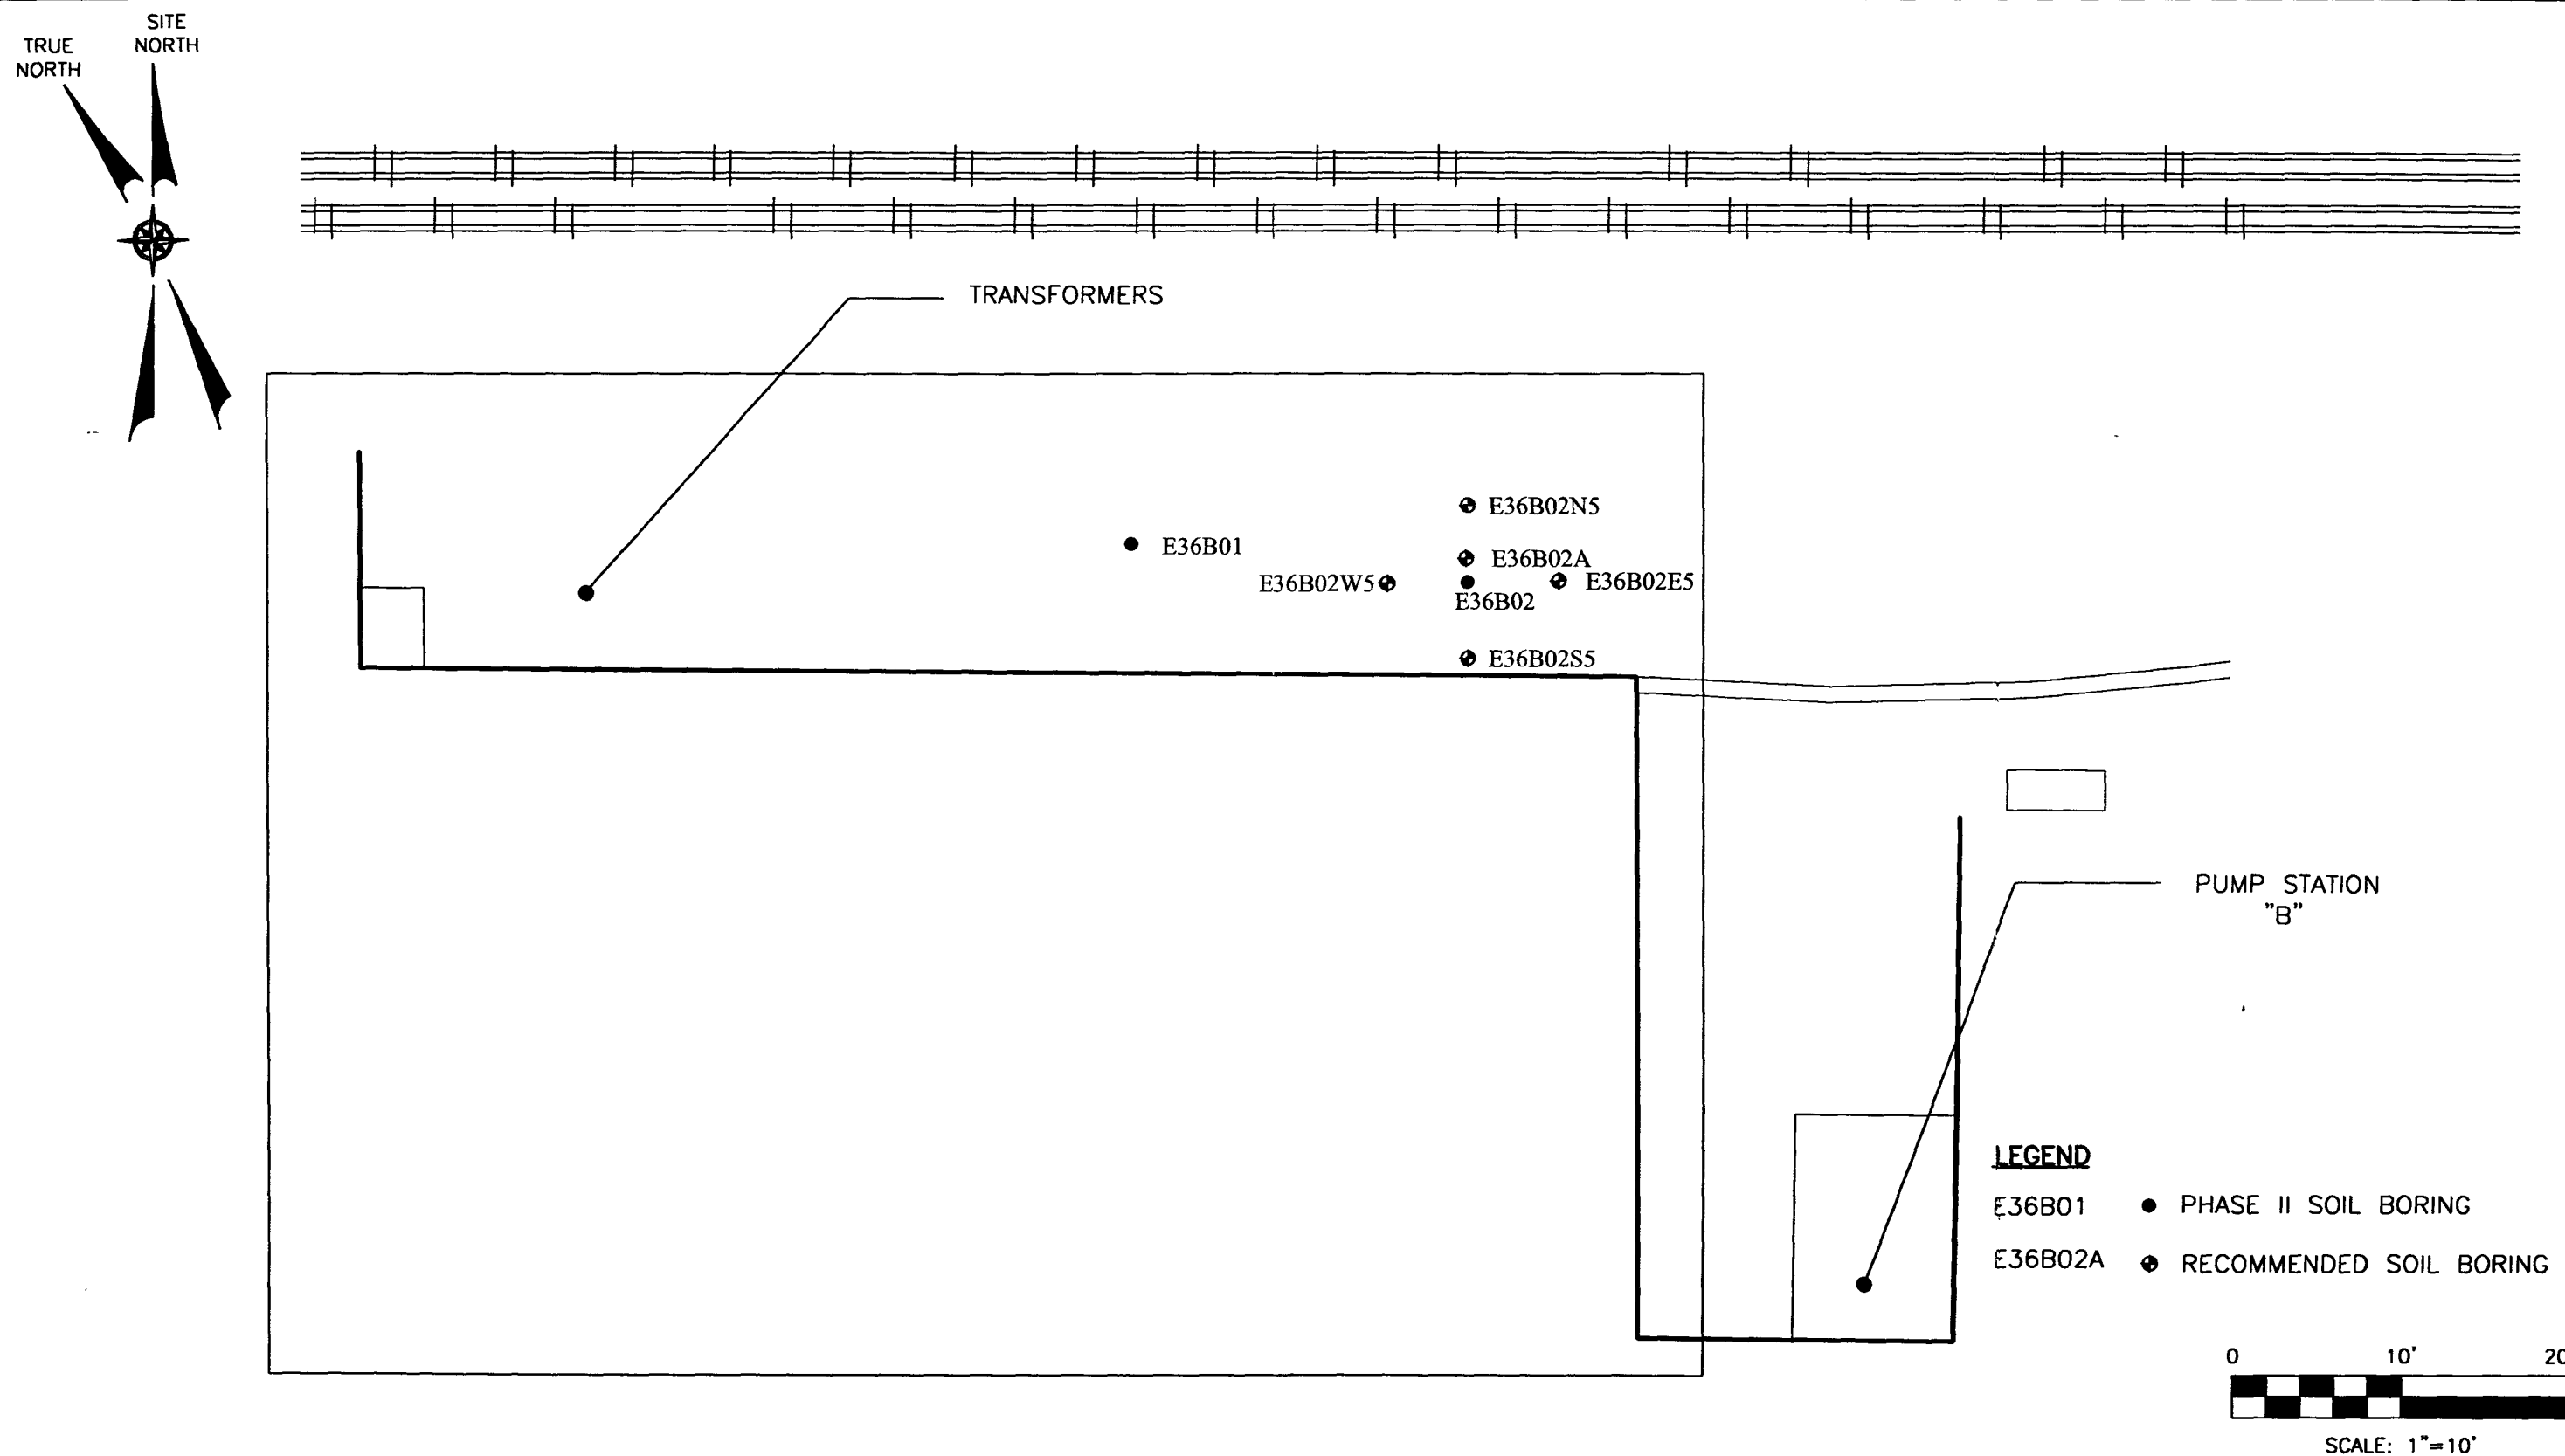 SITE
NORTH
TRUE
NORTH
TRANSFORMERS
E36B02N5
E36B01
E36B02A
E36B02W5
E36B02E5
E36B02
E36B02S5
PUMP STATION
"B"
LEGEND
E36B01 PHASE II SOIL BORING
E36B02A RECOMMENDED SOIL BORING
0 10' 20
SCALE: 1"=10'